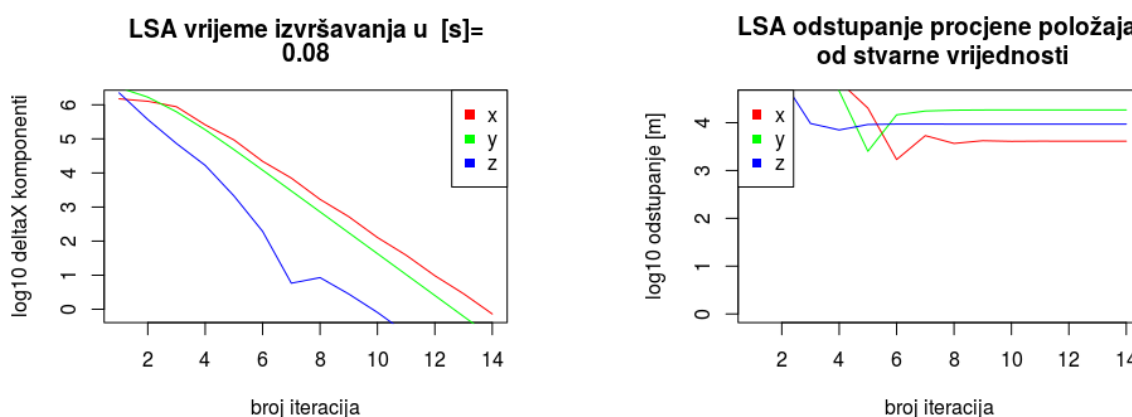 LSA vrijeme izvršavanja u [s]=
0.08
log10 deltaX komponenti
6
5
4
3
2
1
0
x
y
z
2
4
6
8
10
12
14
broj iteracija
LSA odstupanje procjene položaja
od stvarne vrijednosti
log10 odstupanje [m]
4
3
2
1
0
x
y
z
2
4
6
8
10
12
14
broj iteracija